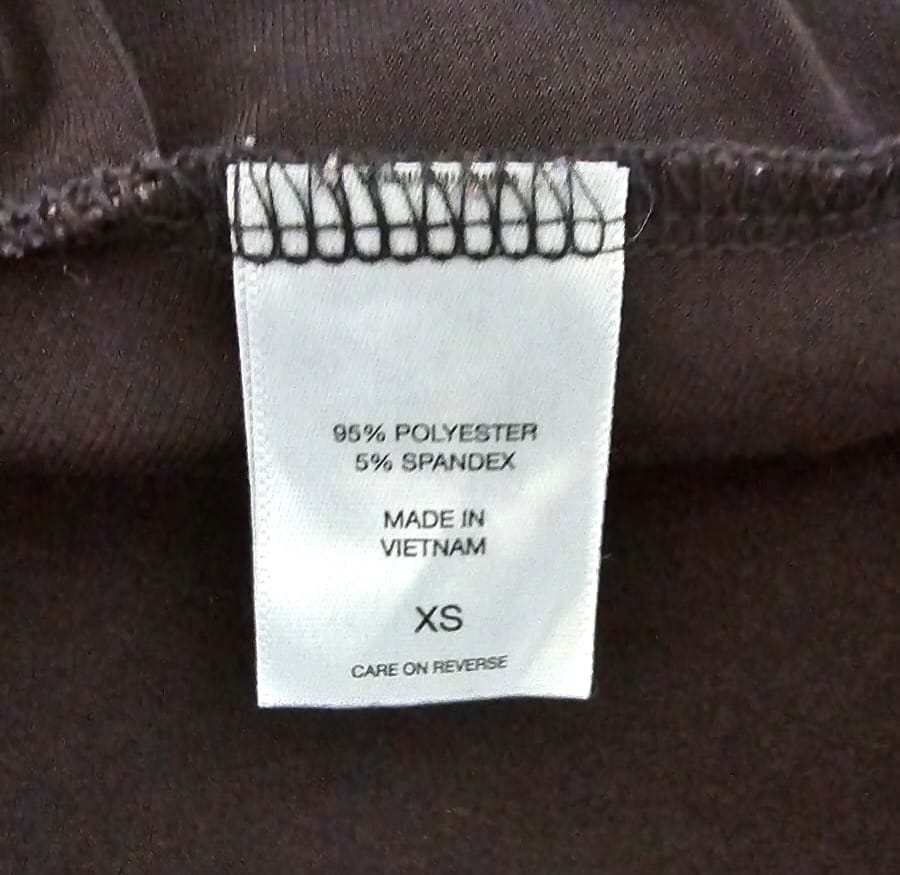 95% POLYESTER
5% SPANDEX
MADE IN
VIETNAM
XS
CARE ON REVERSE